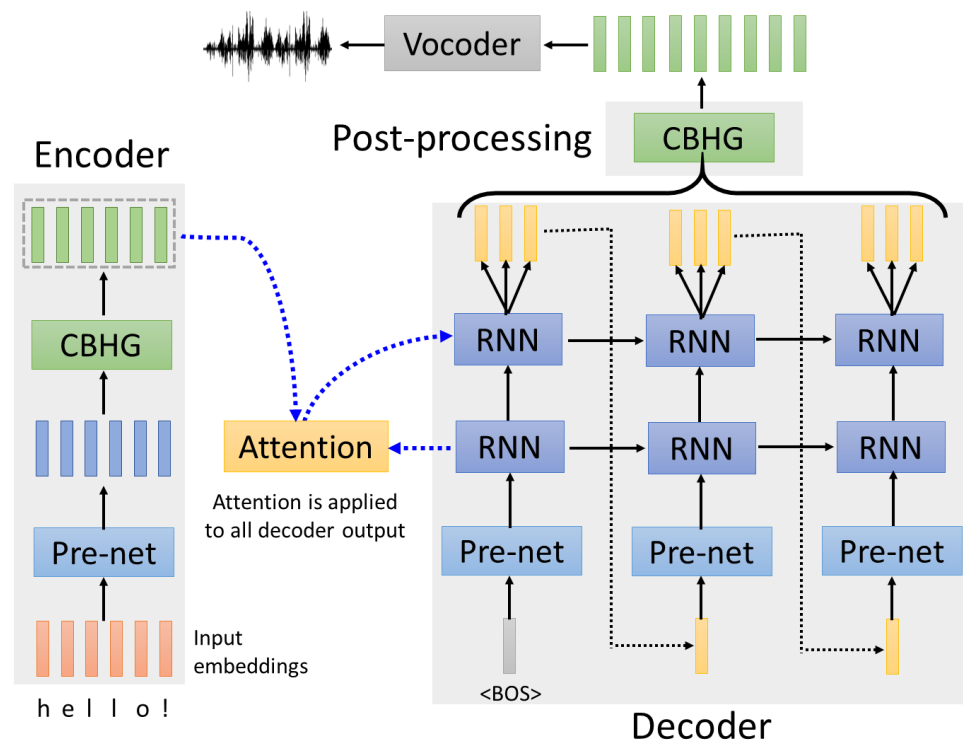 Vocoder
Post-processing
CBHG
Encoder
CBHG
Pre-net
Input
embeddings
h e l l o !
Attention
Attention is applied
to all decoder output
RNN
RNN
RNN
RNN
RNN
RNN
Pre-net
Pre-net
Pre-net
<BOS>
Decoder